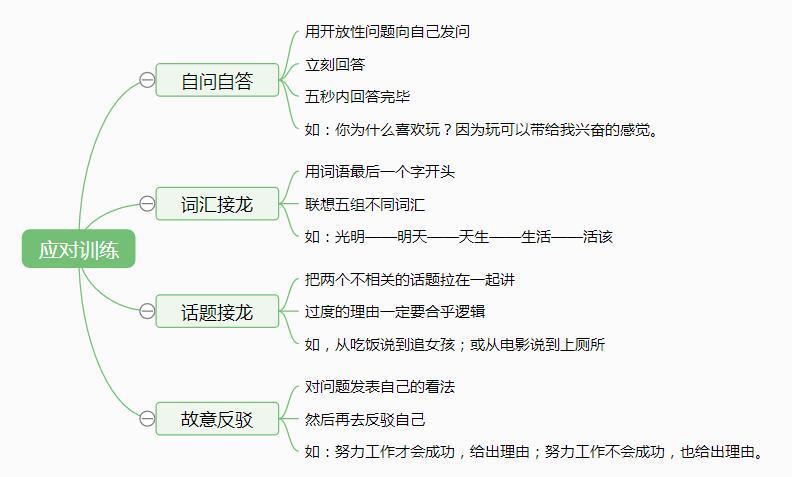 应对训练
自问自答
用开放性问题向自己发问
立刻回答
五秒内回答完毕
如：你为什么喜欢玩？因为玩可以带给我兴奋的感觉。
词汇接龙
用词语最后一个字开头
联想五组不同词汇
如：光明——明天——天生——生活——活该
话题接龙
把两个不相关的话题拉在一起讲
过度的理由一定要合乎逻辑
如，从吃饭说到追女孩；或从电影说到上厕所
故意反驳
对问题发表自己的看法
然后再去反驳自己
如：努力工作才会成功，给出理由；努力工作不会成功，也给出理由。